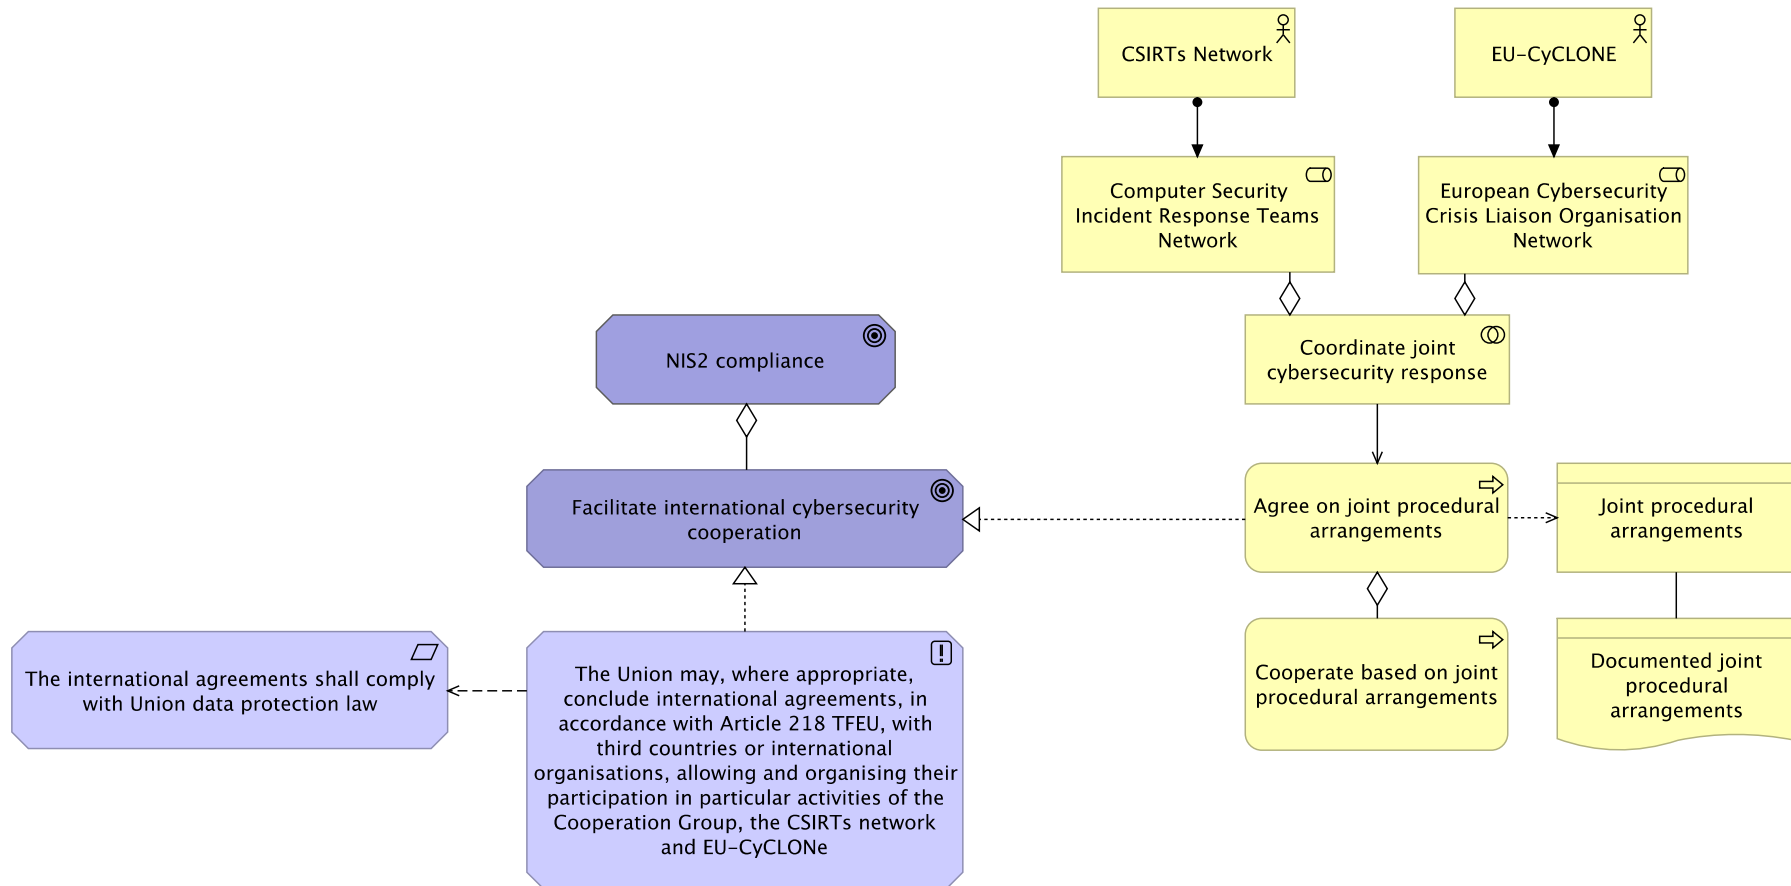 CSIRTs Network
EU-CyCLONE
Computer Security
Incident Response Teams
Network
European Cybersecurity
Crisis Liaison Organisation
Network
NIS2 compliance
Coordinate joint
cybersecurity response
Facilitate international cybersecurity
cooperation
Agree on joint procedural
arrangements
Joint procedural
arrangements
The international agreements shall comply
with Union data protection law
The Union may, where appropriate,
conclude international agreements, in
accordance with Article 218 TFEU, with
third countries or international
organisations, allowing and organising their
participation in particular activities of the
Cooperation Group, the CSIRTs network
and EU-CyCLONe
Cooperate based on joint
procedural arrangements
Documented joint
procedural
arrangements